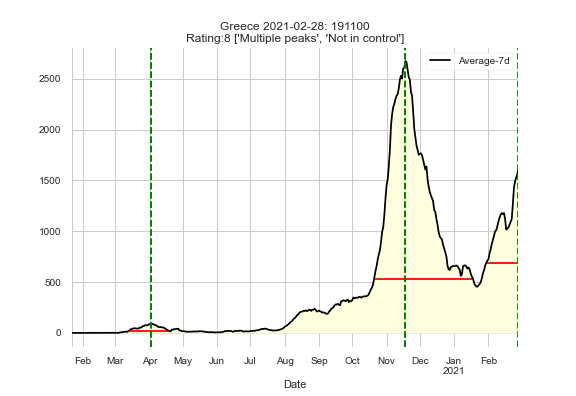 Greece 2021-02-28: 191100
Rating:8 ['Multiple peaks', 'Not in control']
Average-7d
2500
2000
1500
1000
500
0
Feb Mar Apr May Jun Jul Aug Sep Oct Nov Dec Jan Feb
2021
Date